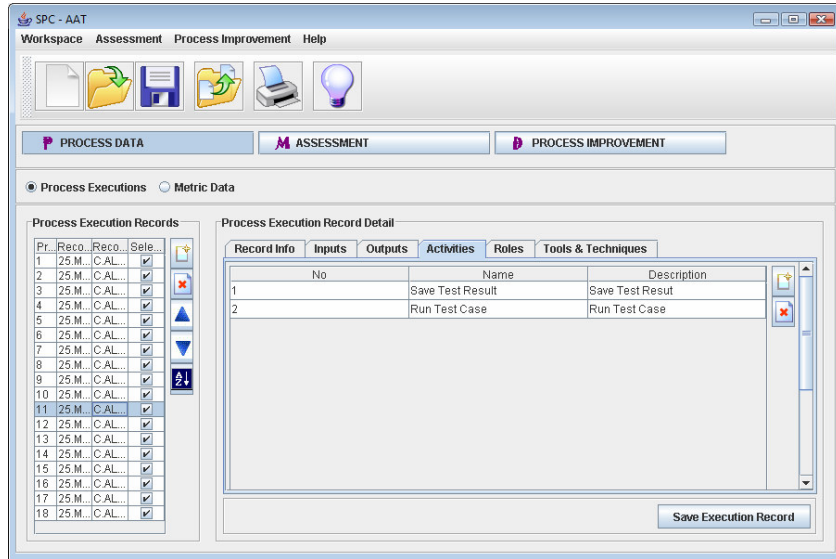 SPC - AAT
Workspace Assessment Process Improvement Help
P PROCESS DATA M ASSESSMENT D PROCESS IMPROVEMENT
Process Executions Metric Data
Process Execution Records
Pr... Reco... Reco... Sele...
1 25.M... C.AL...
2 25.M... C.AL...
3 25.M... C.AL...
4 25.M... C.AL...
5 25.M... C.AL...
6 25.M... C.AL...
7 25.M... C.AL...
8 25.M... C.AL...
9 25.M... C.AL...
10 25.M... C.AL...
11 25.M... C.AL...
12 25.M... C.AL...
13 25.M... C.AL...
14 25.M... C.AL...
15 25.M... C.AL...
16 25.M... C.AL...
17 25.M... C.AL...
18 25.M... C.AL...
A Z
Process Execution Record Detail
Record Info Inputs Outputs Activities Roles Tools & Techniques
No Name Description
1 Save Test Result Save Test Resut
2 Run Test Case Run Test Case
Save Execution Record